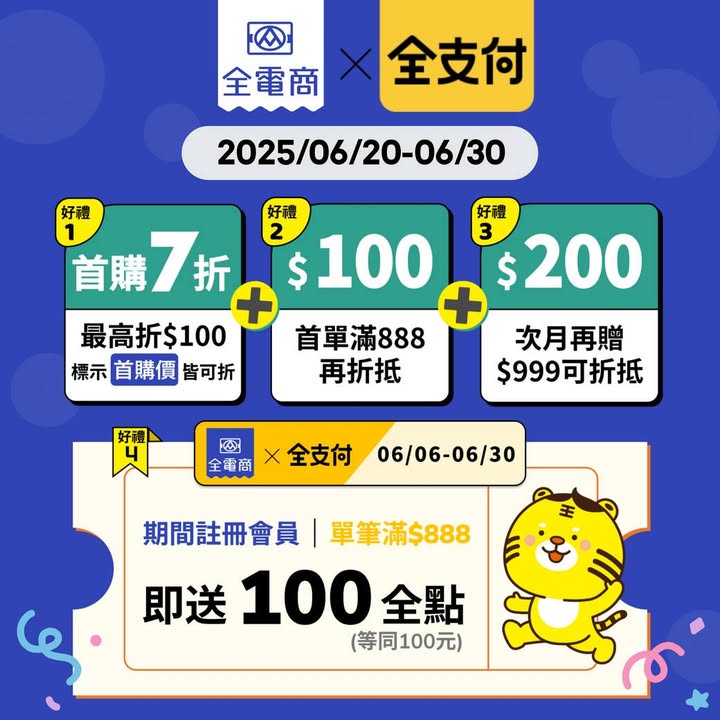 全電商 × 全支付
2025/06/20-06/30
好禮
1
首購7折
最高折$100
標示 首購價 皆可折
+
好禮
2
$100
首單滿888
再折抵
+
好禮
3
$200
次月再贈
$999可折抵
好禮
4
全電商 × 全支付 06/06-06/30
期間註冊會員｜單筆滿$888
即送 100 全點
(等同100元)
王